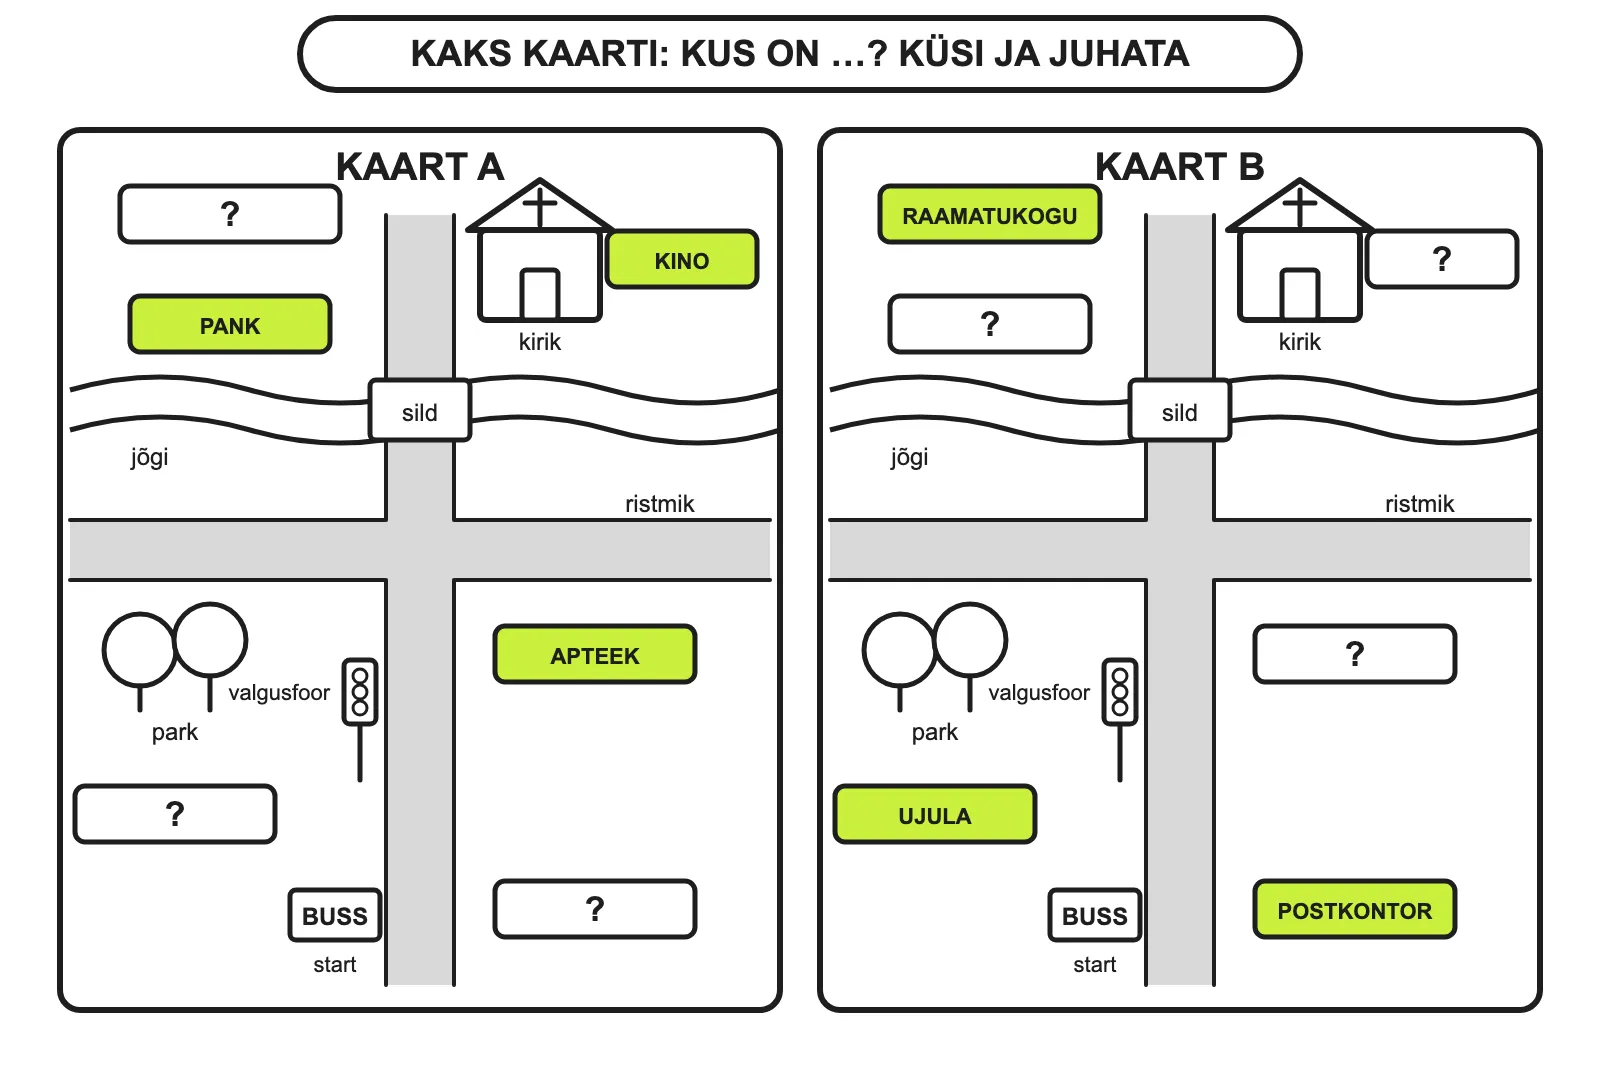 KAKS KAARTI: KUS ON ...? KÜSI JA JUHATA
KAART A
?
KINO
PANK
kirik
sild
jõgi
ristmik
APTEEK
valgusfoor
park
?
?
BUSS
start
KAART B
RAAMATUKOGU
?
?
kirik
sild
jõgi
ristmik
?
valgusfoor
park
UJULA
POSTKONTOR
BUSS
start